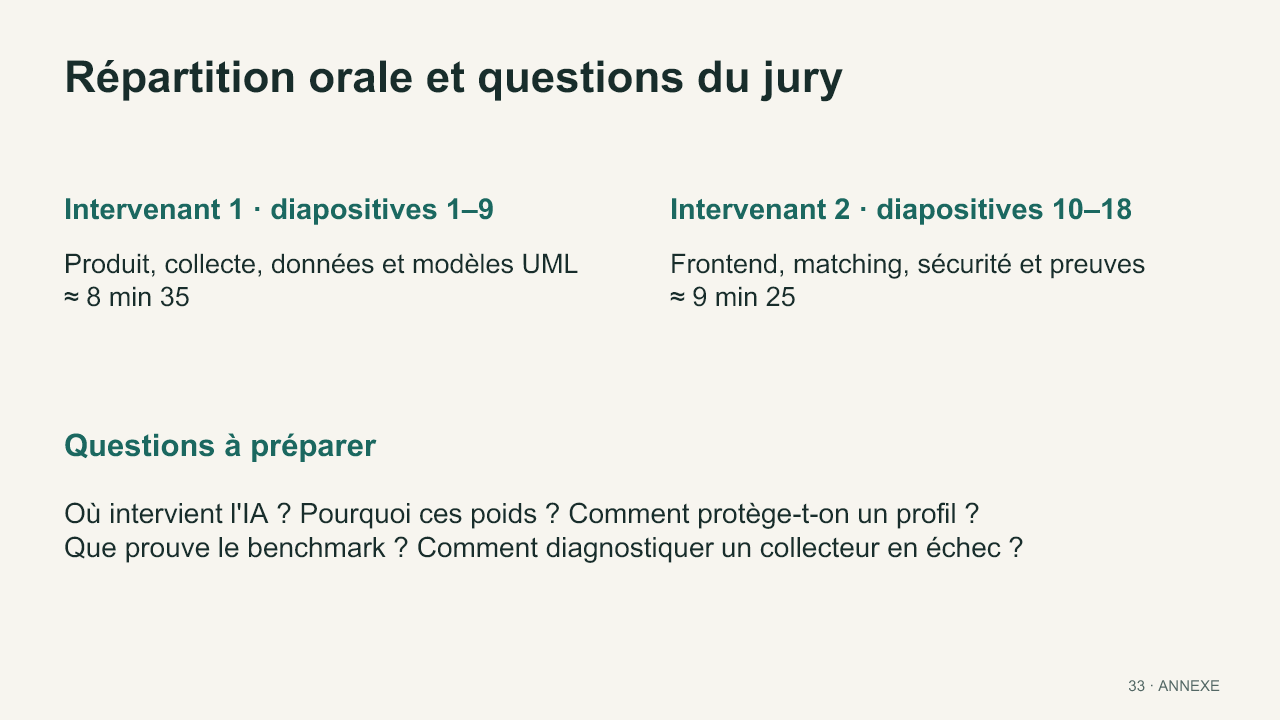 Répartition orale et questions du jury
Intervenant 1 · diapositives 1–9
Produit, collecte, données et modèles UML
≈ 8 min 35
Intervenant 2 · diapositives 10–18
Frontend, matching, sécurité et preuves
≈ 9 min 25
Questions à préparer
Où intervient l'IA ? Pourquoi ces poids ? Comment protège-t-on un profil ?
Que prouve le benchmark ? Comment diagnostiquer un collecteur en échec ?
33 · ANNEXE